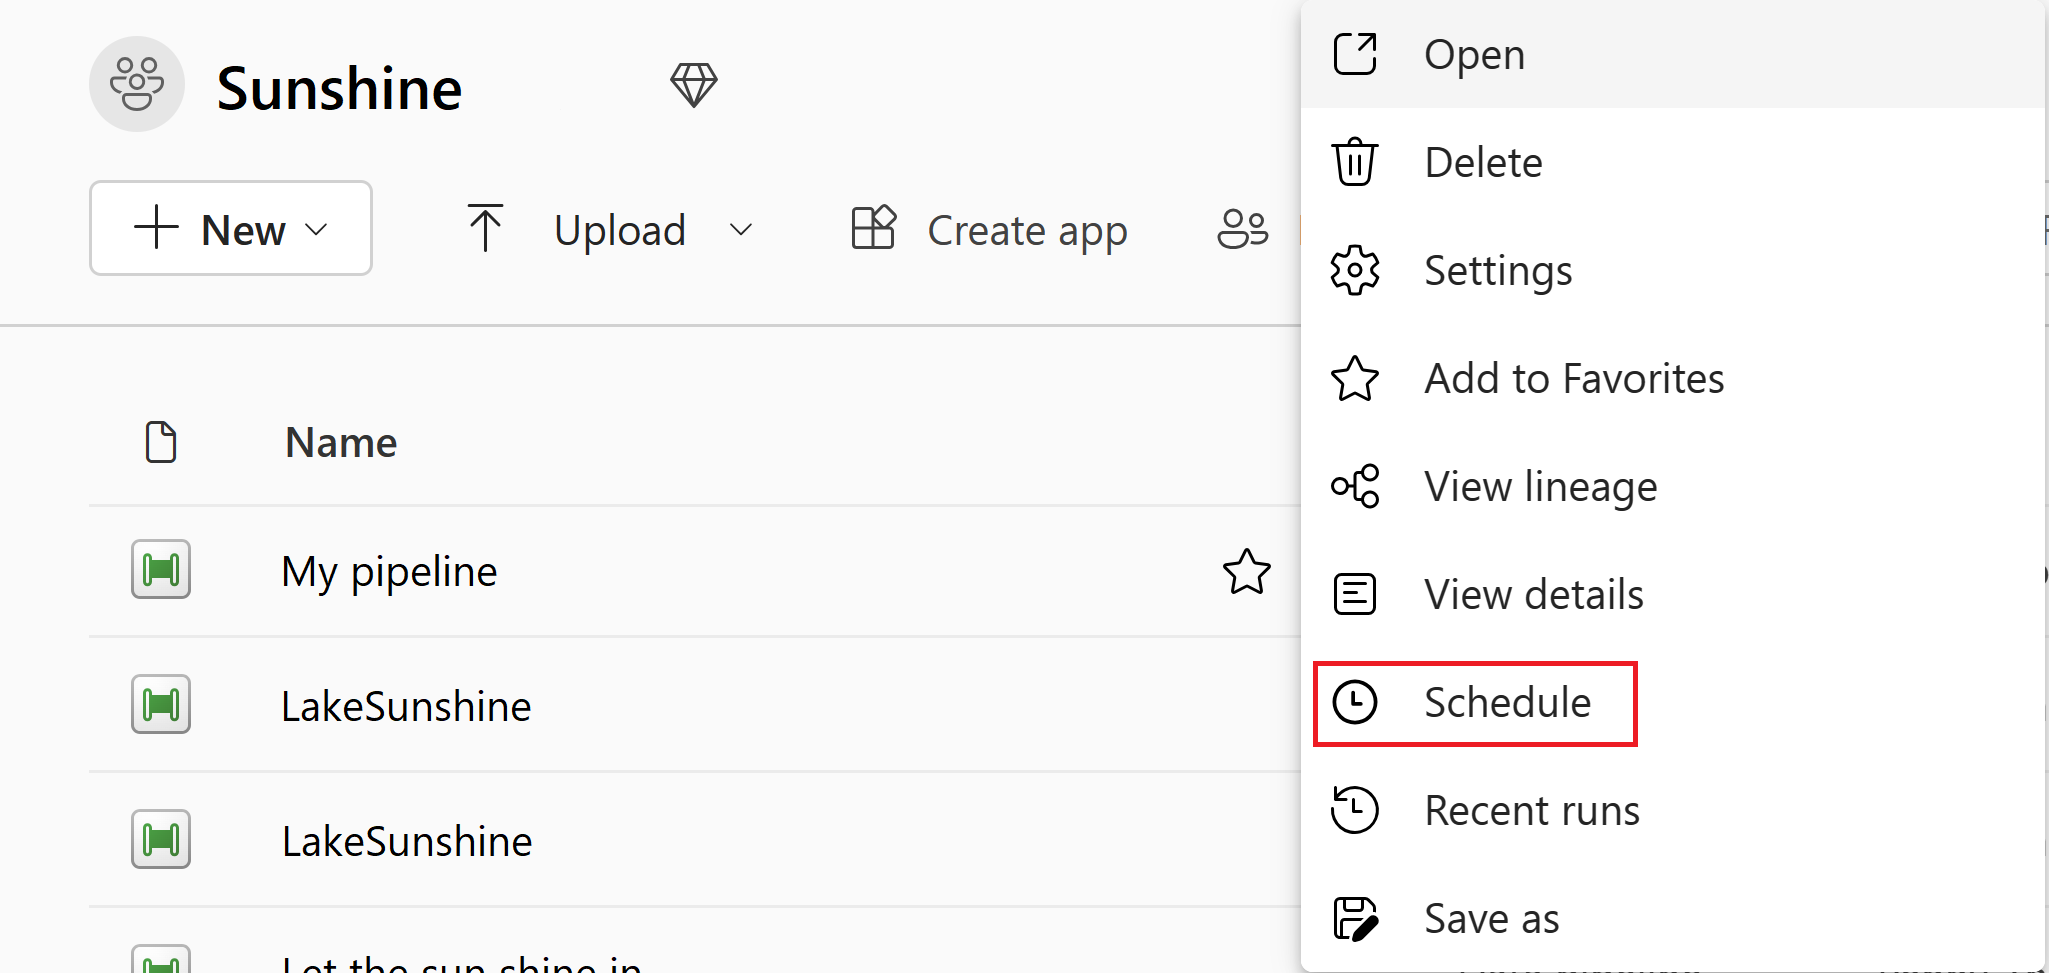 Sunshine
New
Upload
Create app
Name
My pipeline
LakeSunshine
LakeSunshine
Let the sun shine in
Open
Delete
Settings
Add to Favorites
View lineage
View details
Schedule
Recent runs
Save as